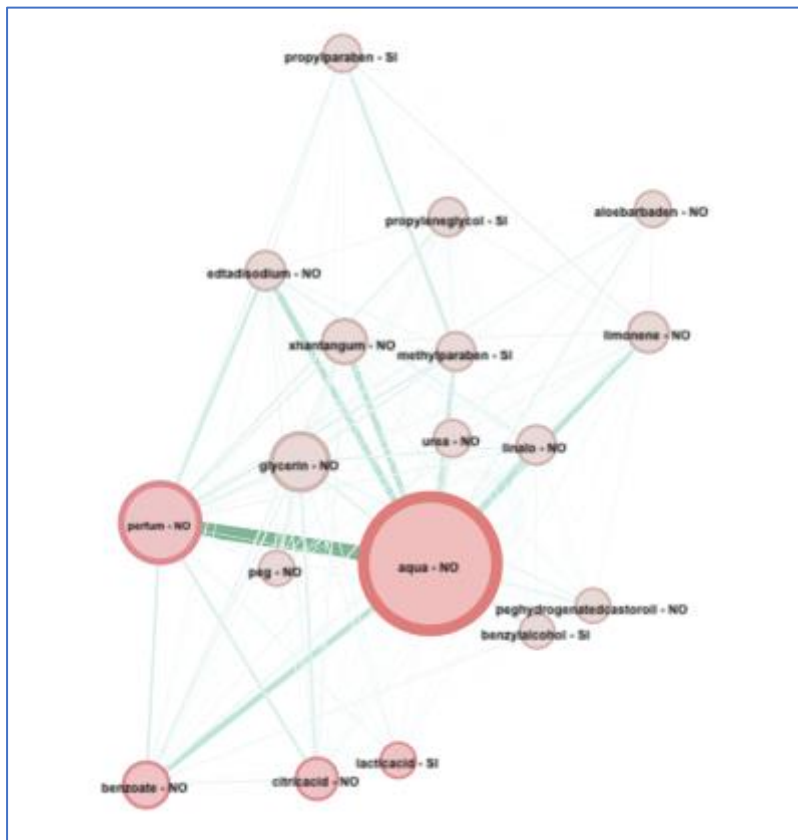 propylparaben - SI
propyleneglycol - SI
aloebarbaden - NO
edtadisodium - NO
xhantangum - NO
methylparaben - SI
limonene - NO
urea - NO
linalo - NO
glycerin - NO
perfum - NO
aqua - NO
peg - NO
peghydrogenatedcastoroil - NO
benzylalcohol - SI
lacticacid - SI
citricacid - NO
benzoate - NO